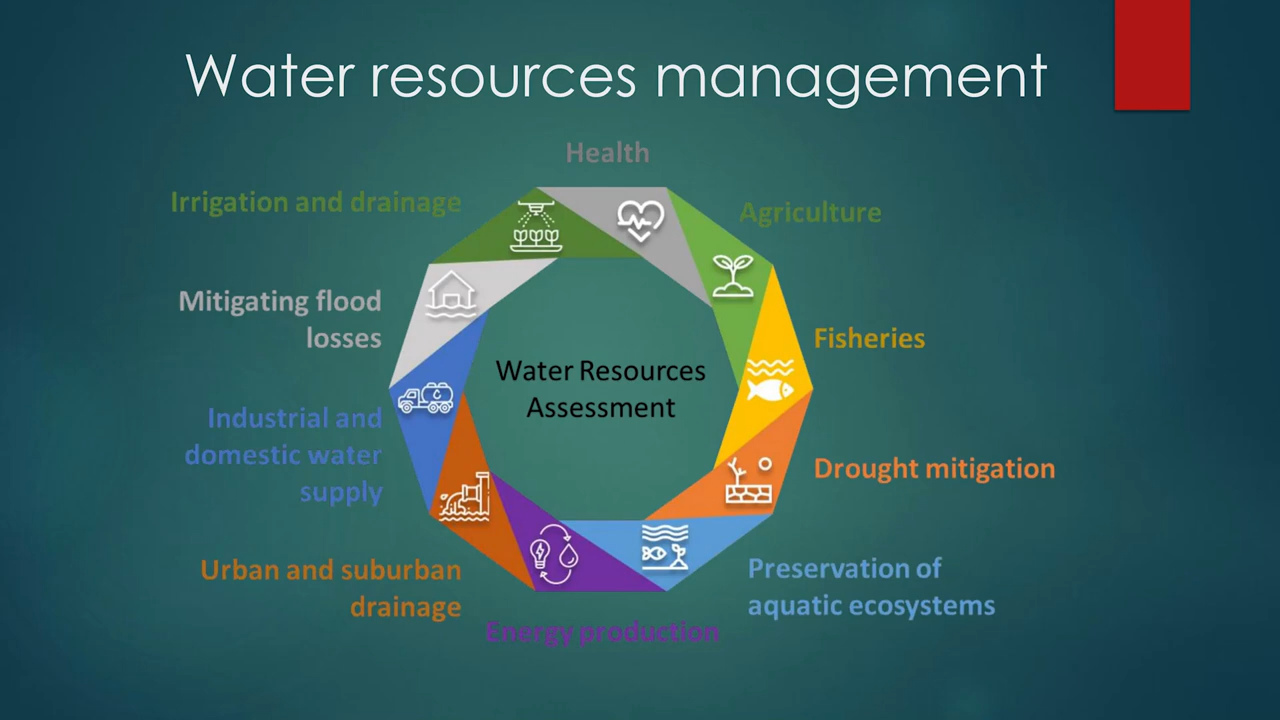 Water resources management
Health
Agriculture
Fisheries
Drought mitigation
Preservation of
aquatic ecosystems
Energy production
Urban and suburban
drainage
Industrial and
domestic water
supply
Mitigating flood
losses
Irrigation and drainage
Water Resources
Assessment